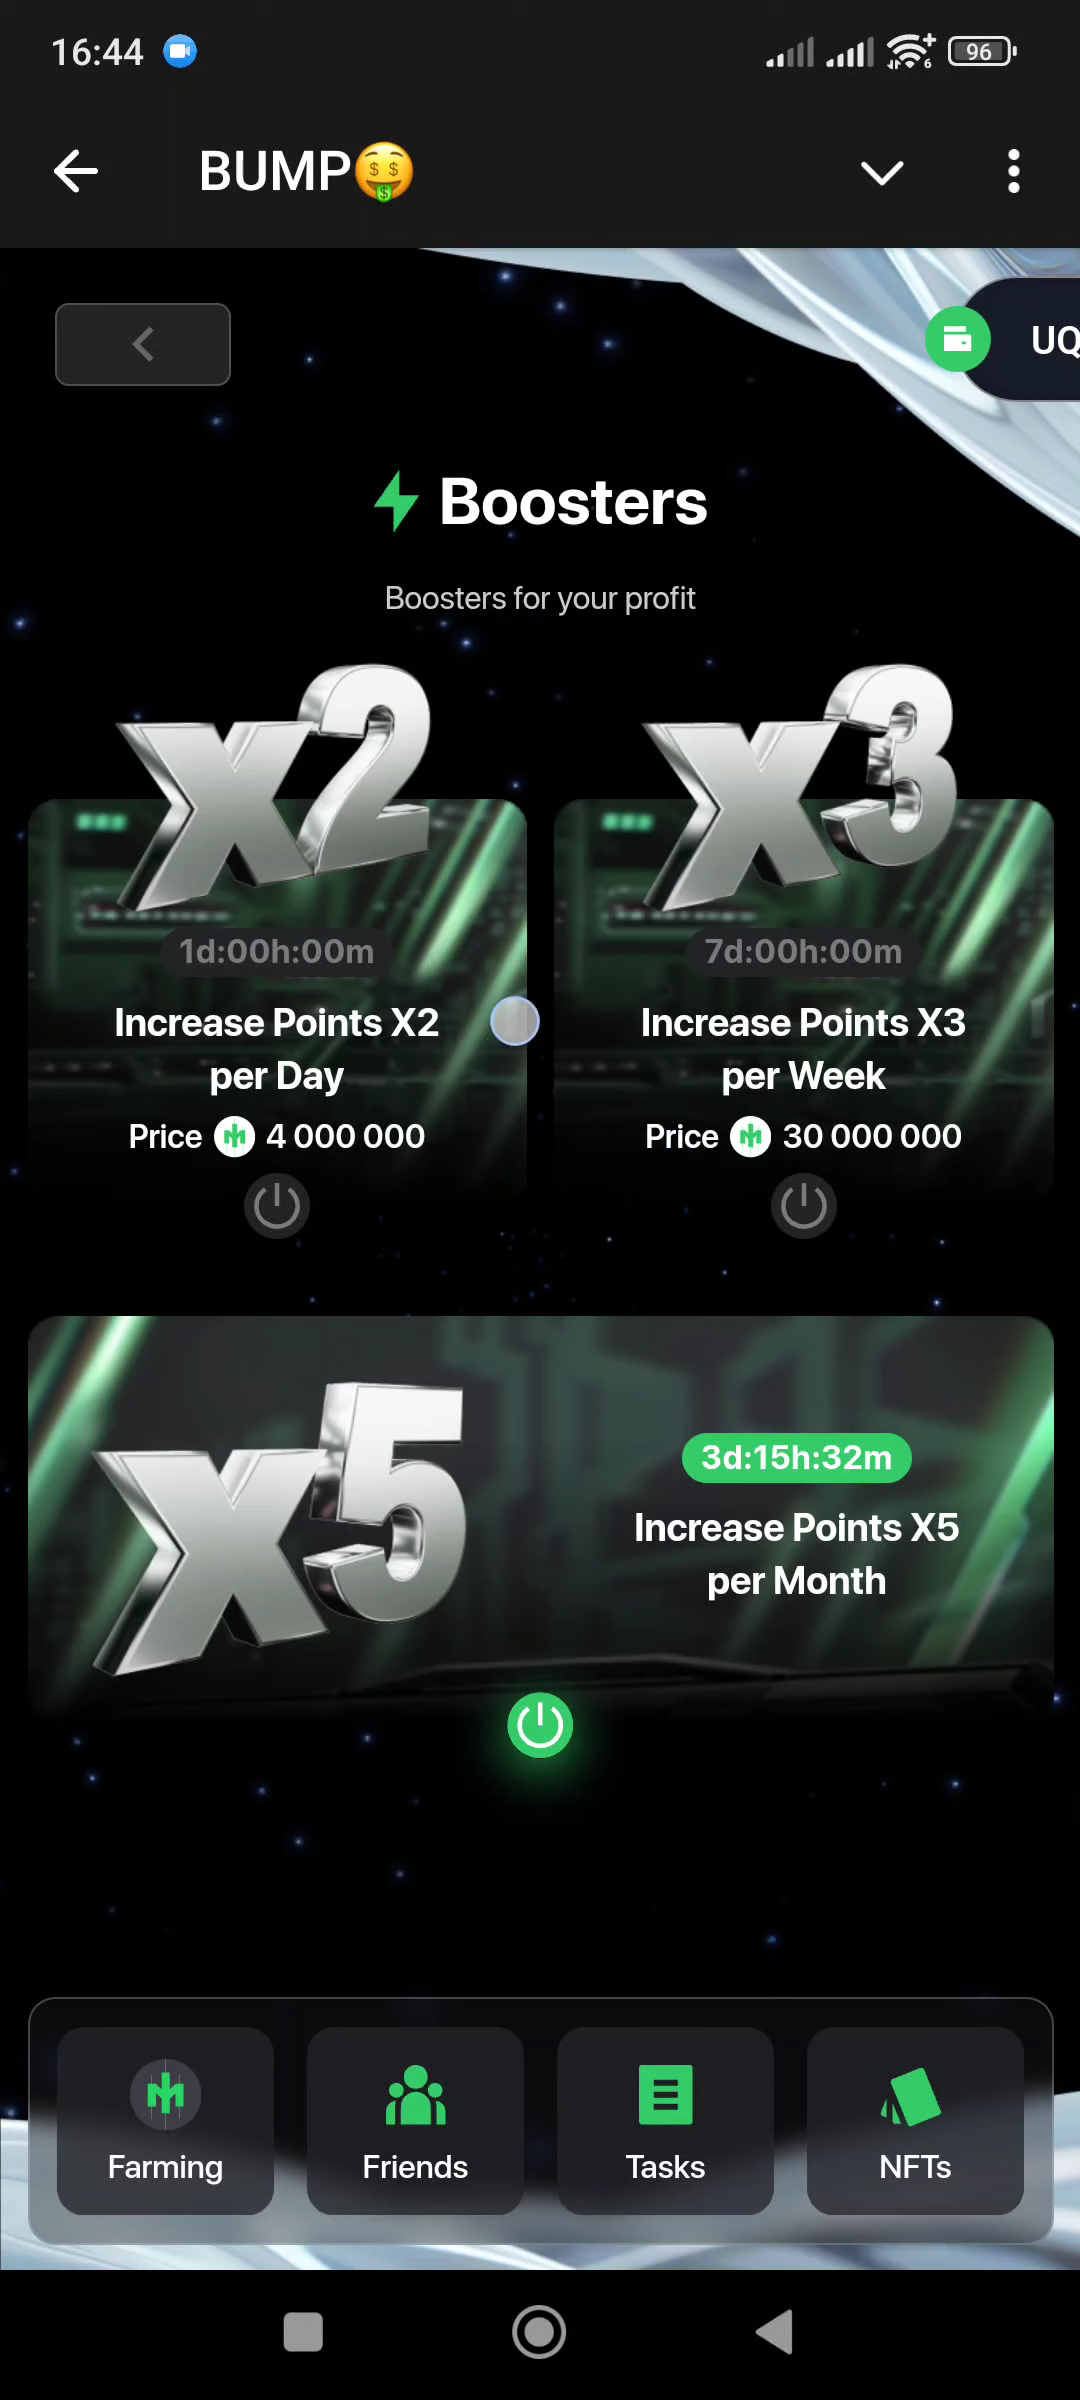 16:44
96
BUMP🤑
UQ
Boosters
Boosters for your profit
x2
x3
1d:00h:00m
7d:00h:00m
Increase Points X2
per Day
Increase Points X3
per Week
Price 4 000 000
Price 30 000 000
x5
3d:15h:32m
Increase Points X5
per Month
Farming
Friends
Tasks
NFTs